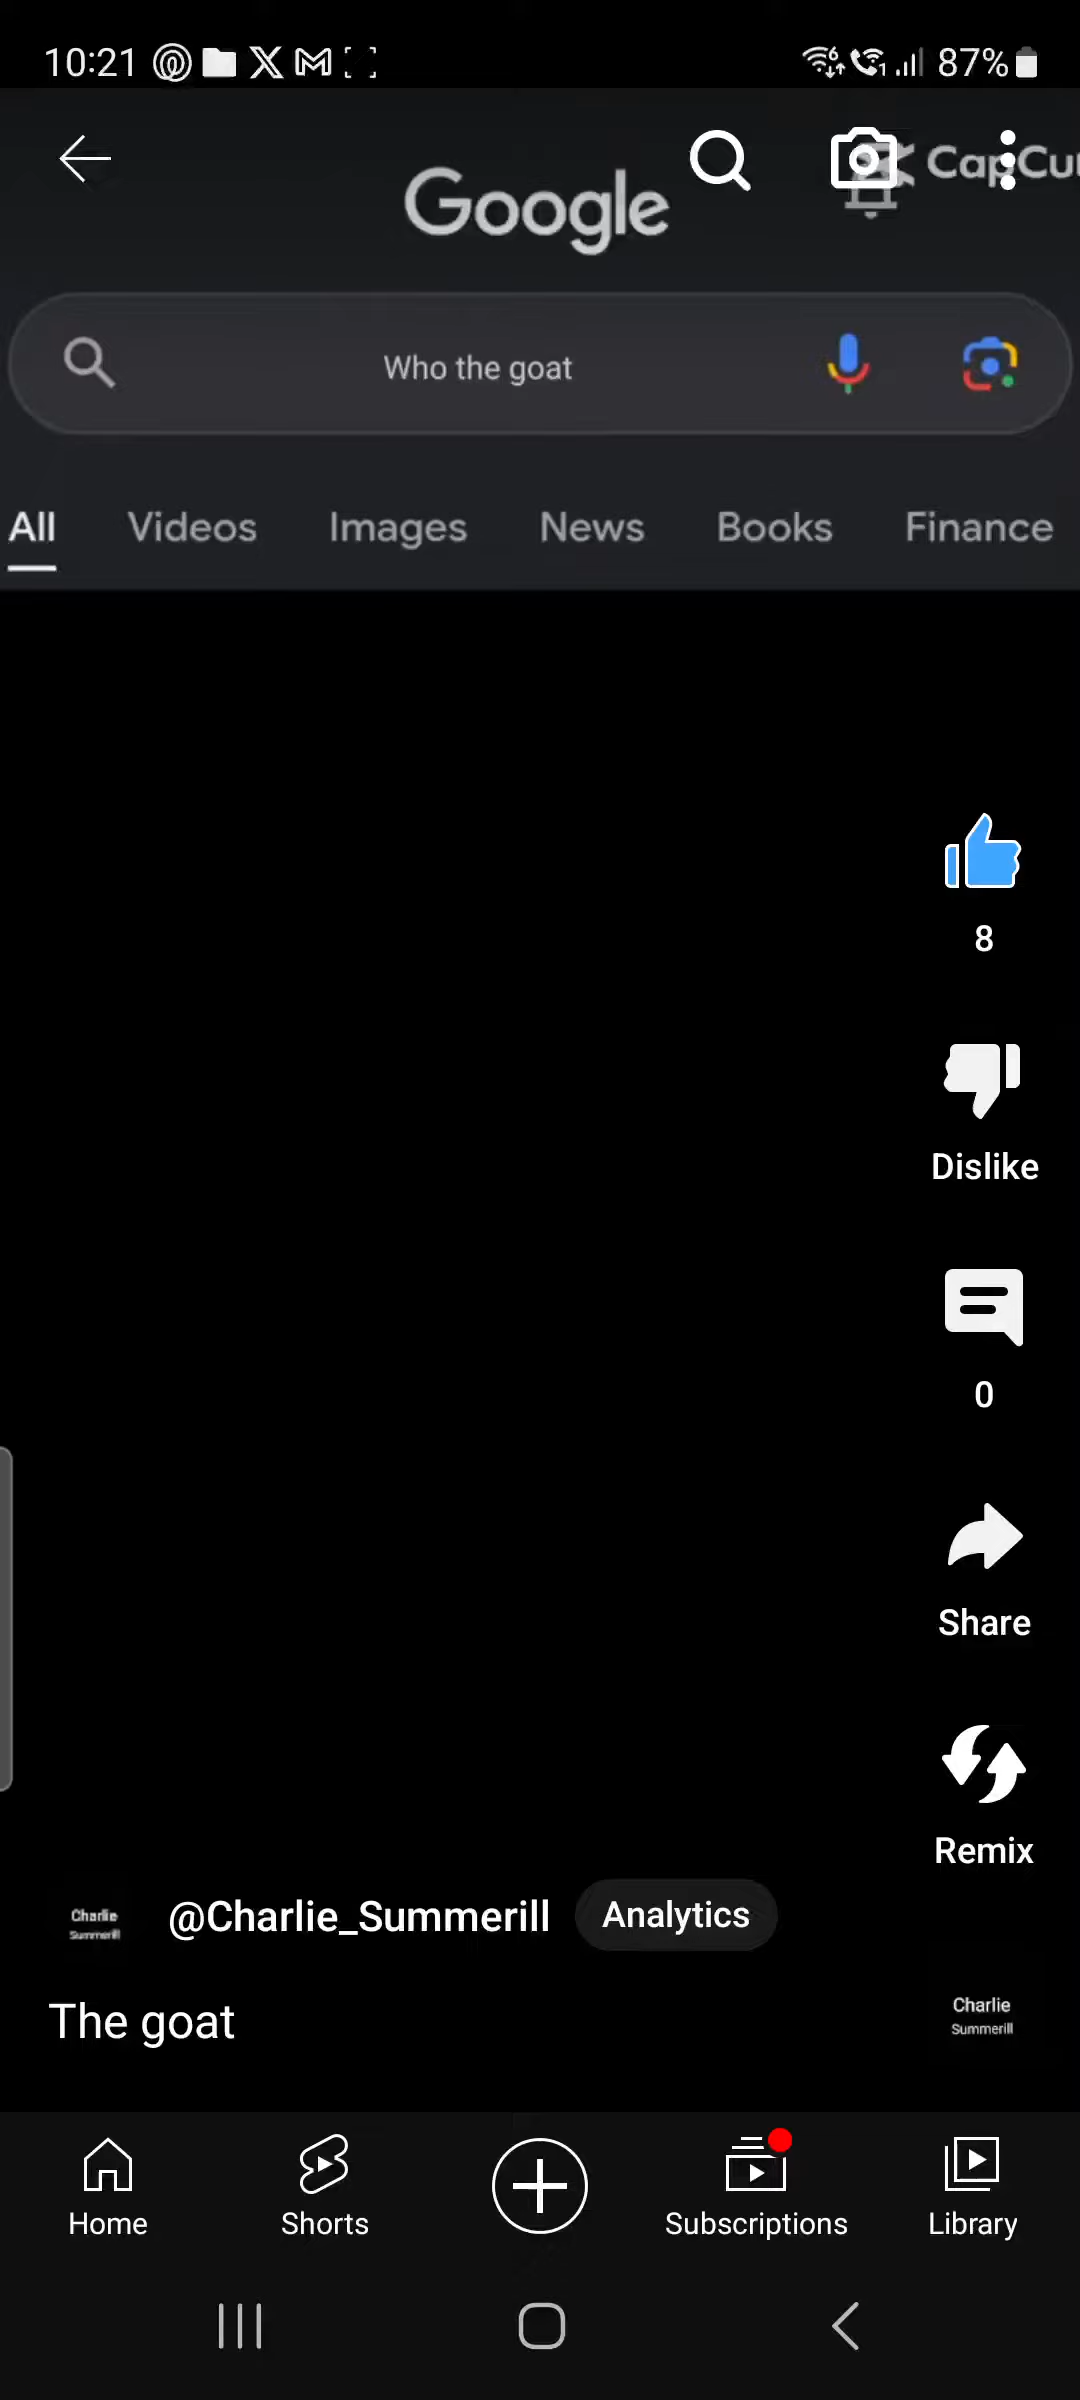 10:21 87%
Google
CapCu
Who the goat
All Videos Images News Books Finance
8
Dislike
0
Share
Remix
Charlie
Summerill
@Charlie_Summerill Analytics
The goat
Charlie
Summerill
Home Shorts Subscriptions Library